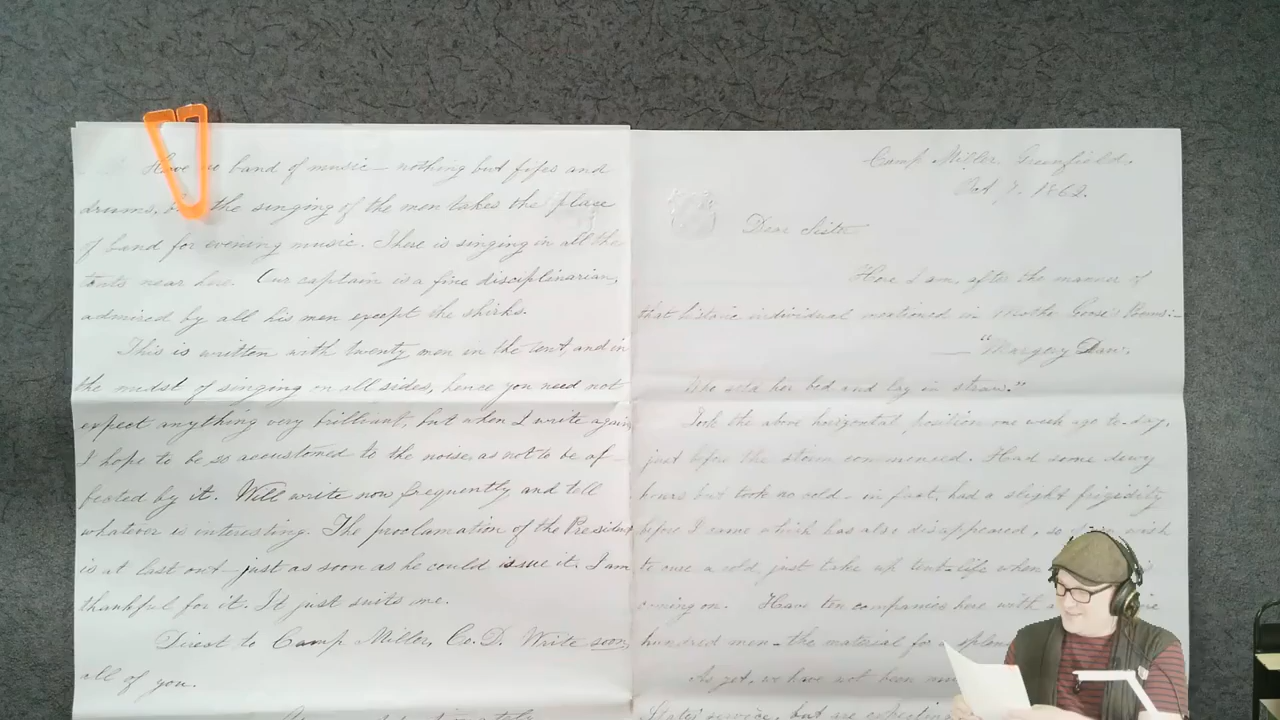 Have no band of music — nothing but fifes and
drums, the singing of the men takes the place
of band for evening music. There is singing in all the
tents near here. Our captain is a fine disciplinarian,
admired by all his men except the shirks.
This is written with twenty men in the tent, and in
the midst of singing on all sides, hence you need not
expect anything very brilliant, but when I write again
I hope to be so accustomed to the noise, as not to be af-
fected by it. Will write now frequently and tell
whatever is interesting. The proclamation of the President
is at last out — just as soon as he could issue it. I am
thankful for it. It just suits me.
Direct to Camp Miller, Co. D. Write soon,
all of you.
Camp Miller, Greenfield,
Oct 7. 1862.
Dear Sister
Here I am, after the manner of
that historic individual mentioned in Mother Goose's Poems:—
— "Margery Daw,
Who sold her bed and lay in straw."
Took the above horizontal position one week ago to-day,
just before the storm commenced. Had some dewy
hours but took no cold — in fact, had a slight frigidity
before I came which has also disappeared, so if you wish
to cure a cold, just take up tent-life when
coming on. Have ten companies here with
hundred men — the material for a
As yet, we have not been
States service, but are expecting